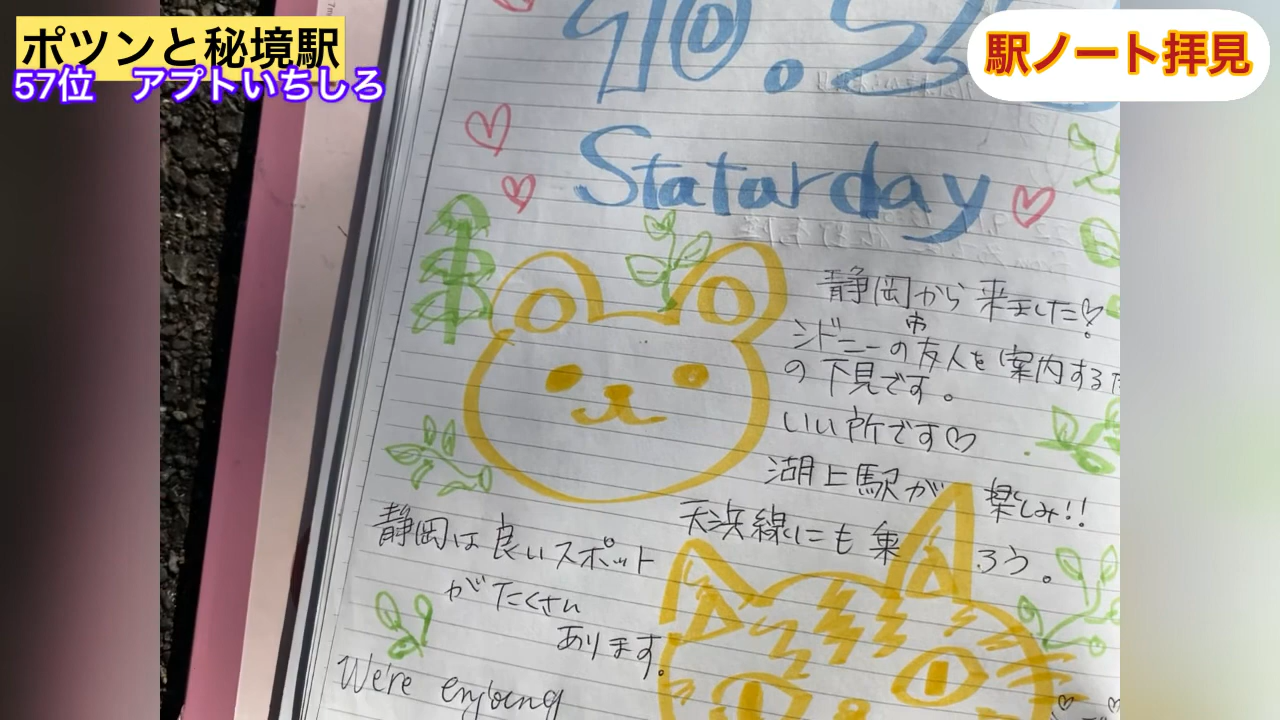 ポツンと秘境駅
57位 アプトいちしろ
駅ノート拝見
Statarday
静岡から来ました♡
市
シドニーの友人を案内する
の下見です。
いい所です♡
湖上駅が楽しみ!!
天浜線にも乗ろう。
静岡は良いスポット
がたくさん
あります。
We're enjoing